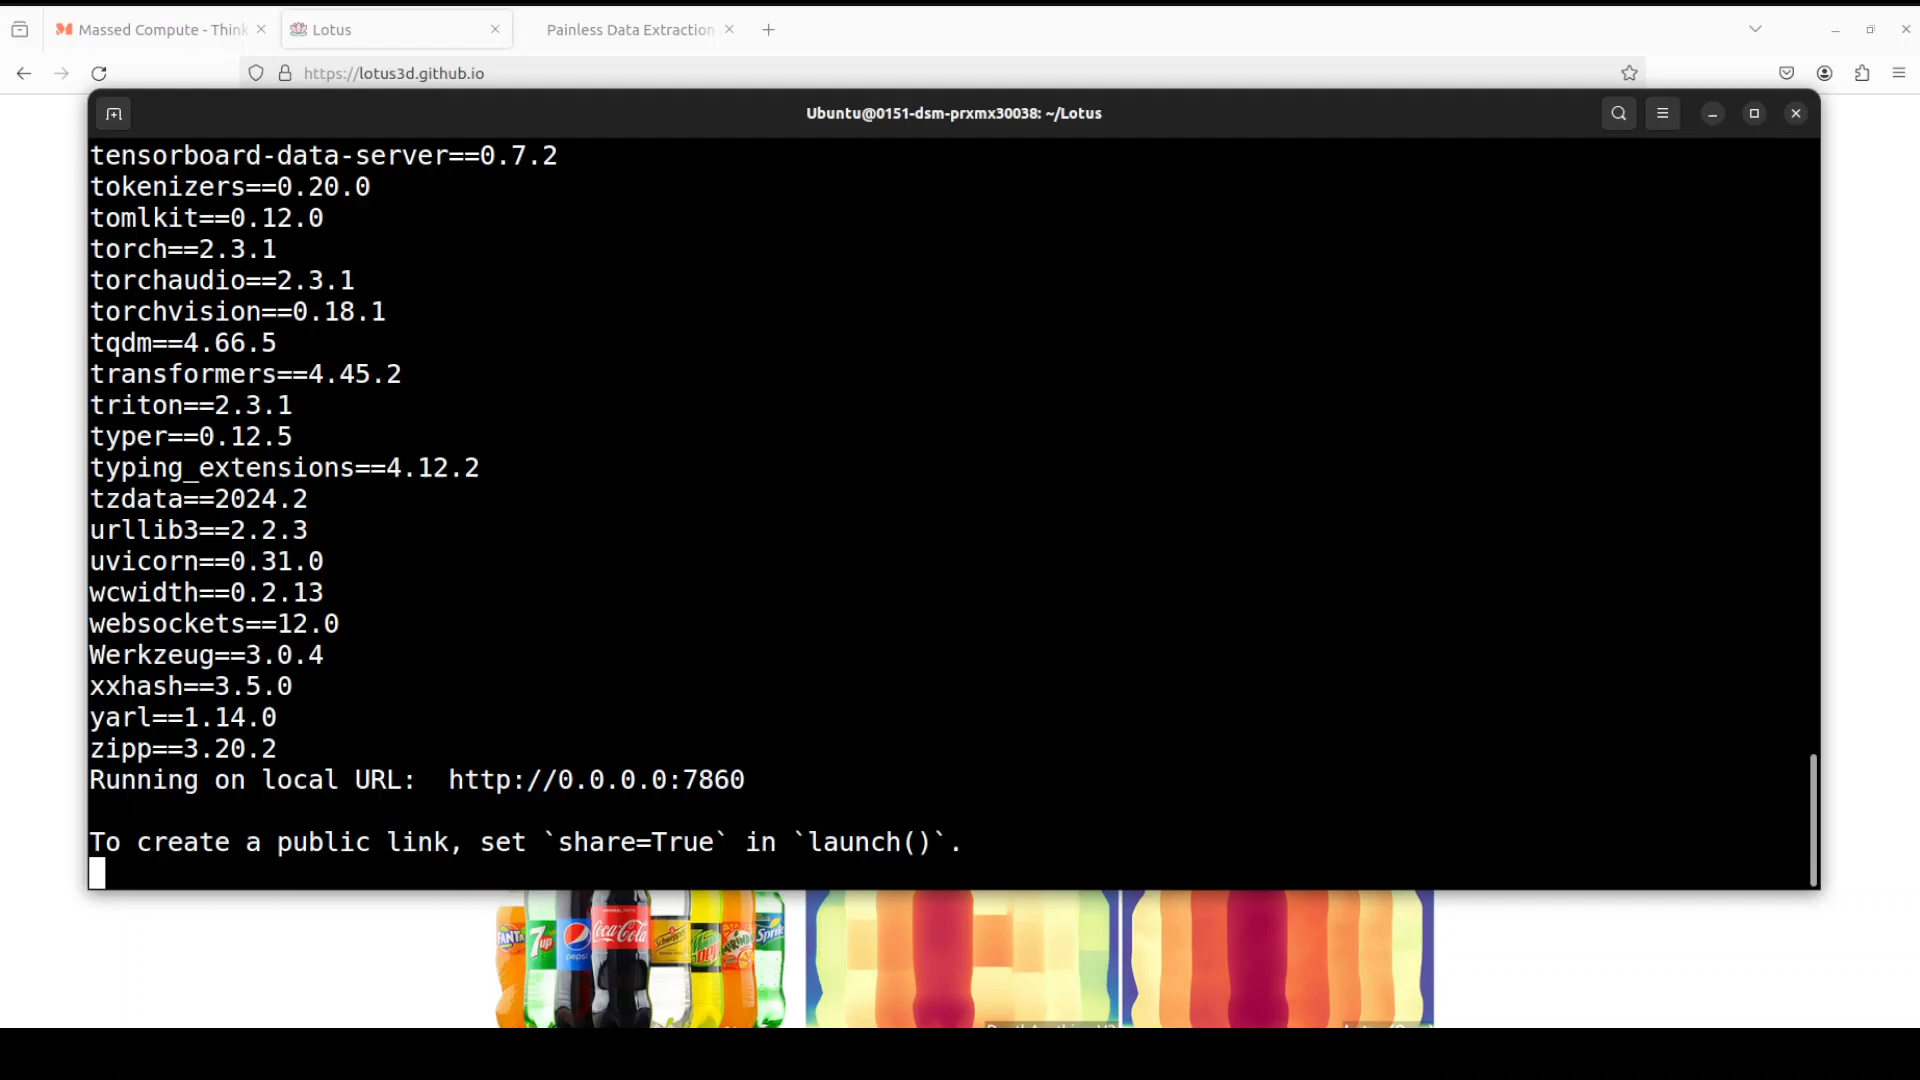 Massed Compute - Think
Lotus
Painless Data Extraction
https://lotus3d.github.io
Ubuntu@0151-dsm-prxmx30038: ~/Lotus
tensorboard-data-server==0.7.2
tokenizers==0.20.0
tomlkit==0.12.0
torch==2.3.1
torchaudio==2.3.1
torchvision==0.18.1
tqdm==4.66.5
transformers==4.45.2
triton==2.3.1
typer==0.12.5
typing_extensions==4.12.2
tzdata==2024.2
urllib3==2.2.3
uvicorn==0.31.0
wcwidth==0.2.13
websockets==12.0
Werkzeug==3.0.4
xxhash==3.5.0
yarl==1.14.0
zipp==3.20.2
Running on local URL:  http://0.0.0.0:7860
To create a public link, set `share=True` in `launch()`.
FANTA
7up
pepsi
Coca-Cola
Sprite